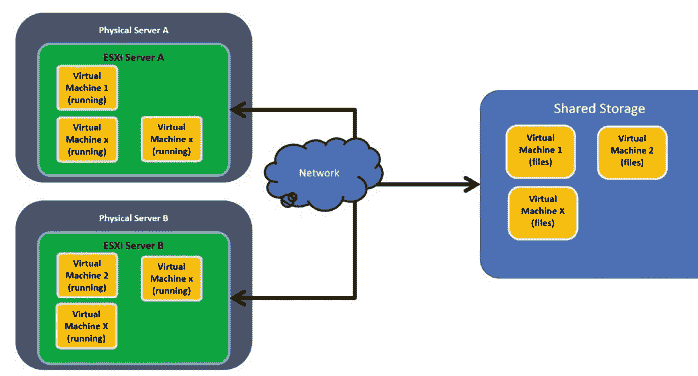 Physical Server A
ESXi Server A
Virtual
Machine 1
(running)
Virtual
Machine x
(running)
Virtual
Machine x
(running}
Physical Server B
ESXi Server B
Virtual
Machine 2
(running)
Virtual
Machine x
(running}
Virtual
Machine X
(running)
Network
Shared Storage
Virtual
Machine 1
(files)
Virtual
Machine 2
(files)
Virtual
Machine X
(files)